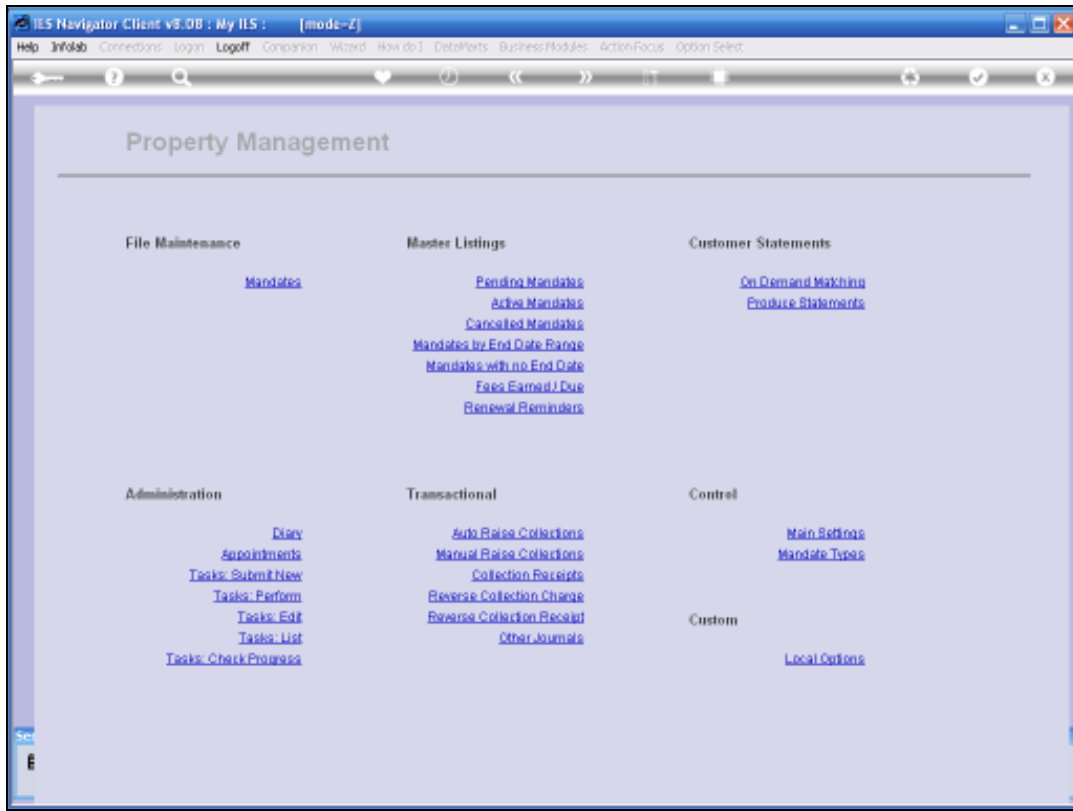 IES Navigator Client v8.08 : My IES : [mode=Z]
Help Infolab Connections Logon Logoff Companion Wizard How do I DataMarts Business Modules Action Focus Option Select
Property Management
File Maintenance
Mandates
Master Listings
Pending Mandates
Active Mandates
Cancelled Mandates
Mandates by End Date Range
Mandates with no End Date
Fees Earned / Due
Renewal Reminders
Customer Statements
On Demand Matching
Produce Statements
Administration
Diary
Appointments
Tasks: Submit New
Tasks: Perform
Tasks: Edit
Tasks: List
Tasks: Check Progress
Transactional
Auto Raise Collections
Manual Raise Collections
Collection Receipts
Reverse Collection Charge
Reverse Collection Receipt
Other Journals
Control
Main Settings
Mandate Types
Custom
Local Options